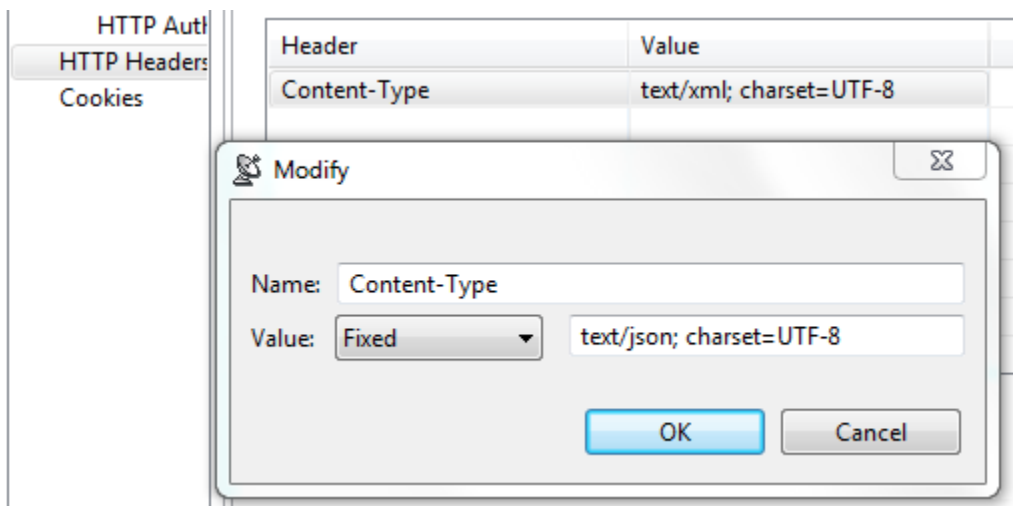 HTTP Auth
HTTP Headers
Cookies
Header Value
Content-Type text/xml; charset=UTF-8
Modify
Name: Content-Type
Value: Fixed text/json; charset=UTF-8
OK Cancel